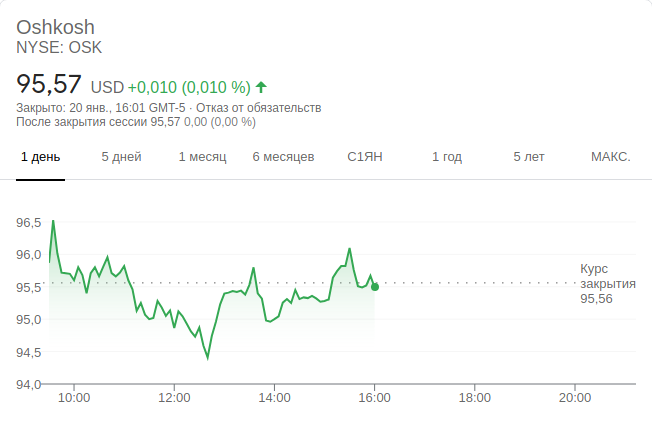 Oshkosh
NYSE: OSK
95,57 USD +0,010 (0,010 %)
Закрыто: 20 янв., 16:01 GMT-5 · Отказ от обязательств
После закрытия сессии 95,57 0,00 (0,00 %)
1 день 5 дней 1 месяц 6 месяцев С1ЯН 1 год 5 лет МАКС.
96,5
96,0
95,5
95,0
94,5
94,0
Курс
закрытия
95,56
10:00 12:00 14:00 16:00 18:00 20:00